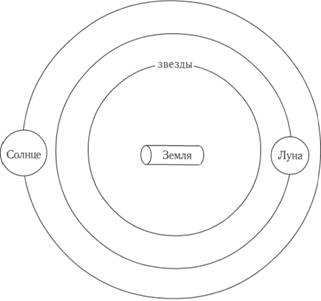 звезды
Солнце
Земля
Луна